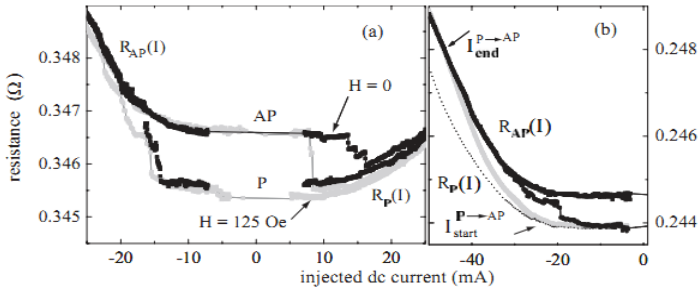 (a)
R_AP(I)
AP
H = 0
P
R_P(I)
H = 125 Oe
resistance (Ω)
0.348
0.347
0.346
0.345
-20
-10
0
10
20
injected dc current (mA)
(b)
I_end^P→AP
R_AP(I)
R_P(I)
I_start^P→AP
0.246
0.245
0.244
-40
-20
0